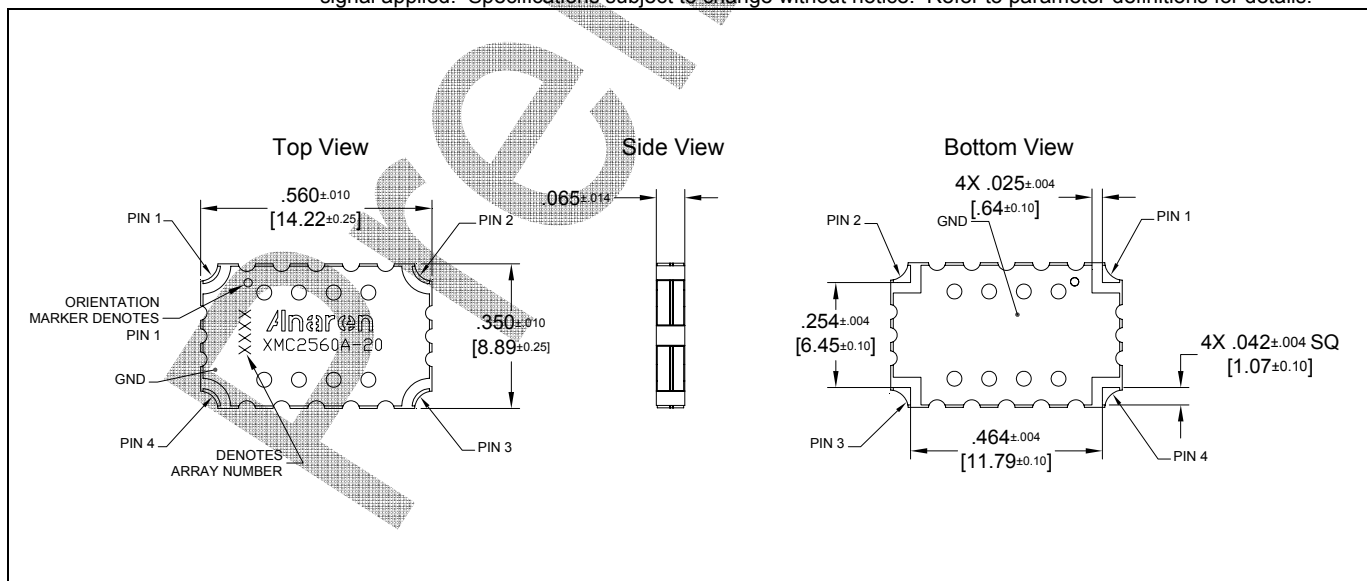 signal applied. Specifications subject to change without notice. Refer to parameter definitions for details.
Top View
.560±.010
[14.22±0.25]
PIN 1
PIN 2
ORIENTATION
MARKER DENOTES
PIN 1
XXXX
Anaren
XMC2560A-20
.350±.010
[8.89±0.25]
GND
PIN 4
PIN 3
DENOTES
ARRAY NUMBER
Side View
.065±.014
Bottom View
4X .025±.004
[.64±0.10]
GND
PIN 2
PIN 1
.254±.004
[6.45±0.10]
4X .042±.004 SQ
[1.07±0.10]
PIN 3
PIN 4
.464±.004
[11.79±0.10]